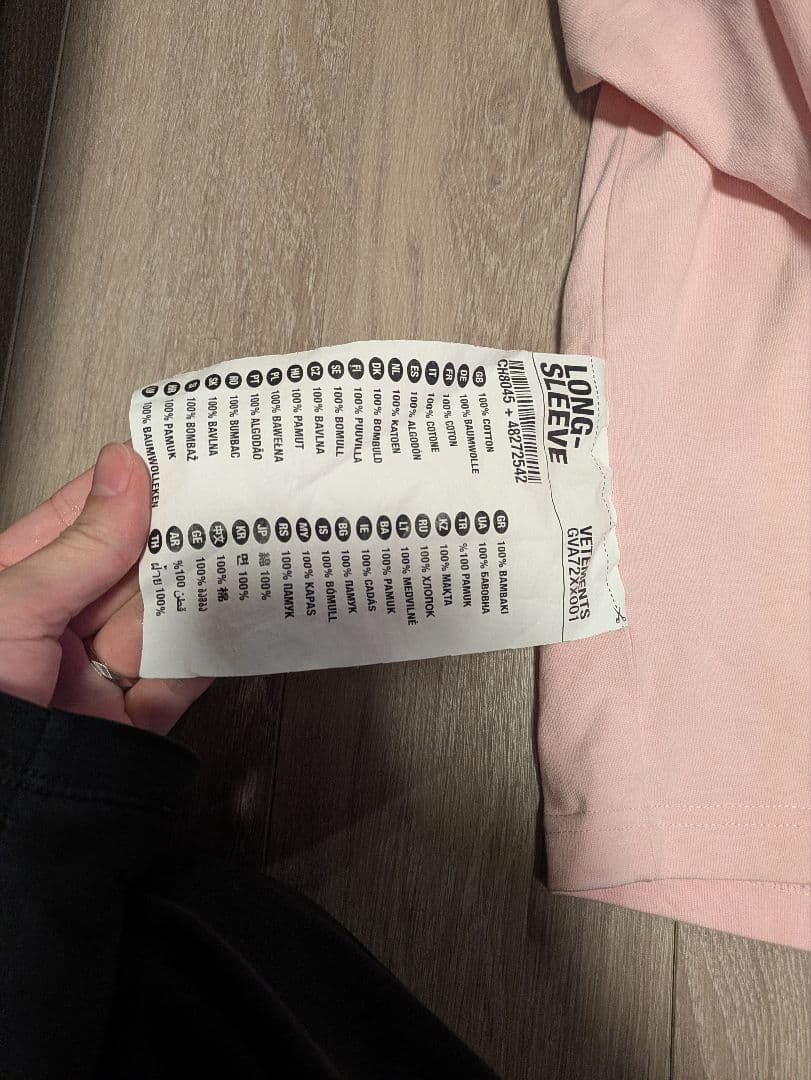 LONG-
SLEEVE
VETEMENTS
GVA72XX001
CH8045 + 48272542
GB 100% COTTON
DE 100% BAUMWOLLE
FR 100% COTON
IT 100% COTONE
ES 100% ALGODÓN
NL 100% KATOEN
DK 100% BOMULD
FI 100% PUUVILLA
SE 100% BOMULL
CZ 100% BAVLNA
HU 100% PAMUT
PL 100% BAWEŁNA
PT 100% ALGODÃO
RO 100% BUMBAC
SK 100% BAVLNA
100% BOMBAŽ
100% PAMUK
100% BAUMWOLLEKEN
GR 100% BAMBAKI
UA 100% БАВОВНА
TR %100 PAMUK
KZ 100% МАКТА
RU 100% ХЛОПОК
LT 100% MEDVILNĖ
BA 100% PAMUK
IE 100% CADÁS
BG 100% ПАМУК
IS 100% BÓMULL
MY 100% KAPAS
RS 100% ПАМУК
JP 綿 100%
KR 면 100%
中文 100% 棉
GE 100% ბამბა
AR %100 قطن
TH ฝ้าย 100%